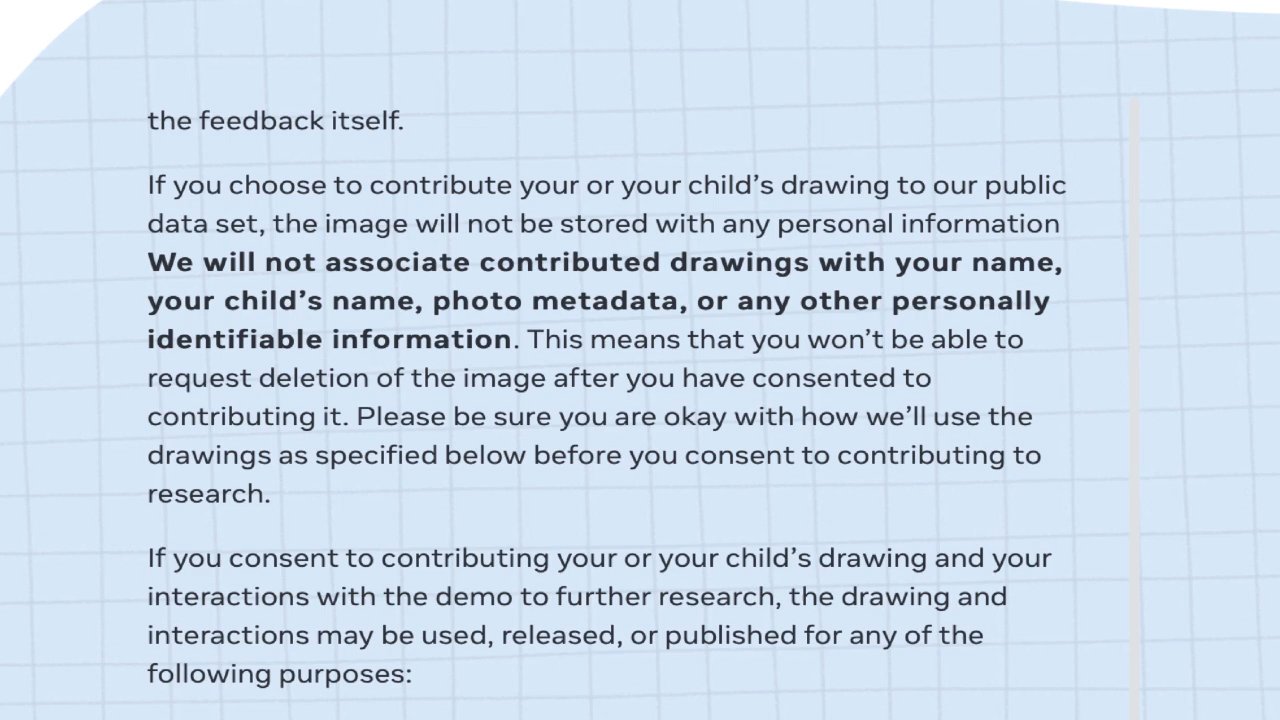 the feedback itself.
If you choose to contribute your or your child’s drawing to our public
data set, the image will not be stored with any personal information
We will not associate contributed drawings with your name,
your child’s name, photo metadata, or any other personally
identifiable information. This means that you won’t be able to
request deletion of the image after you have consented to
contributing it. Please be sure you are okay with how we’ll use the
drawings as specified below before you consent to contributing to
research.
If you consent to contributing your or your child’s drawing and your
interactions with the demo to further research, the drawing and
interactions may be used, released, or published for any of the
following purposes: